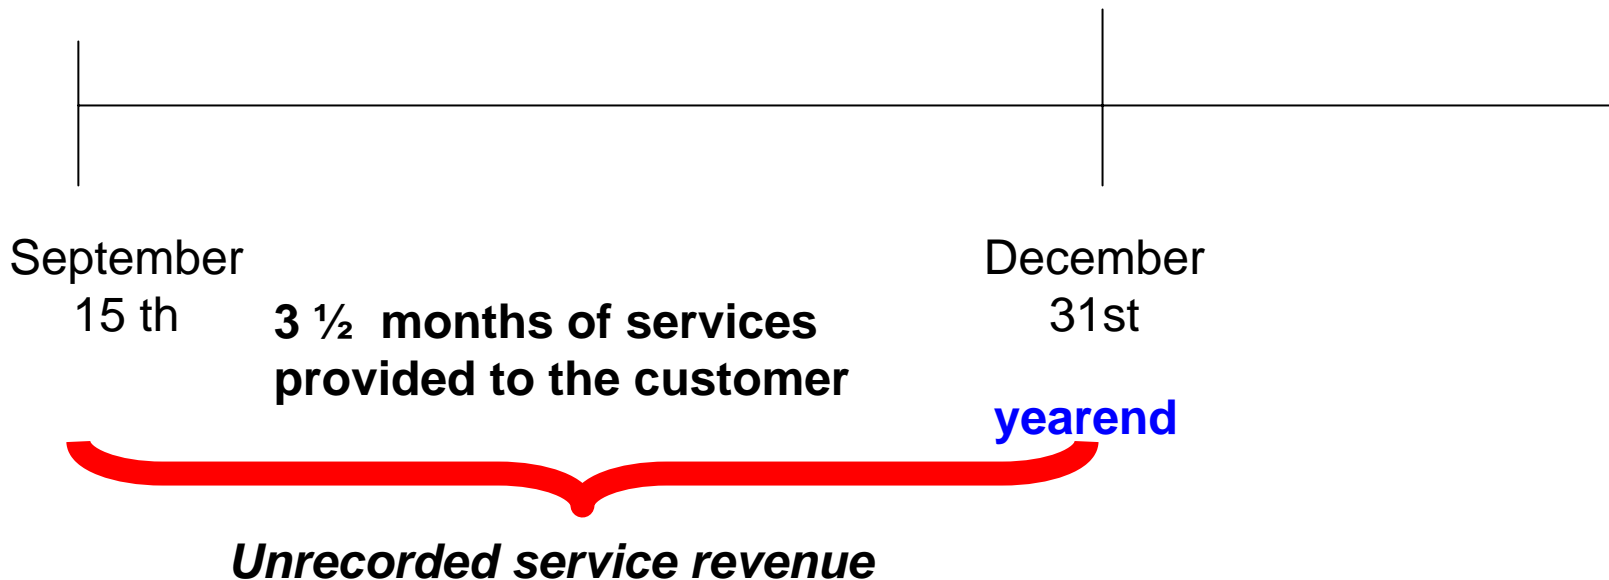 September
15 th
3 ½ months of services
provided to the customer
December
31st
yearend
Unrecorded service revenue